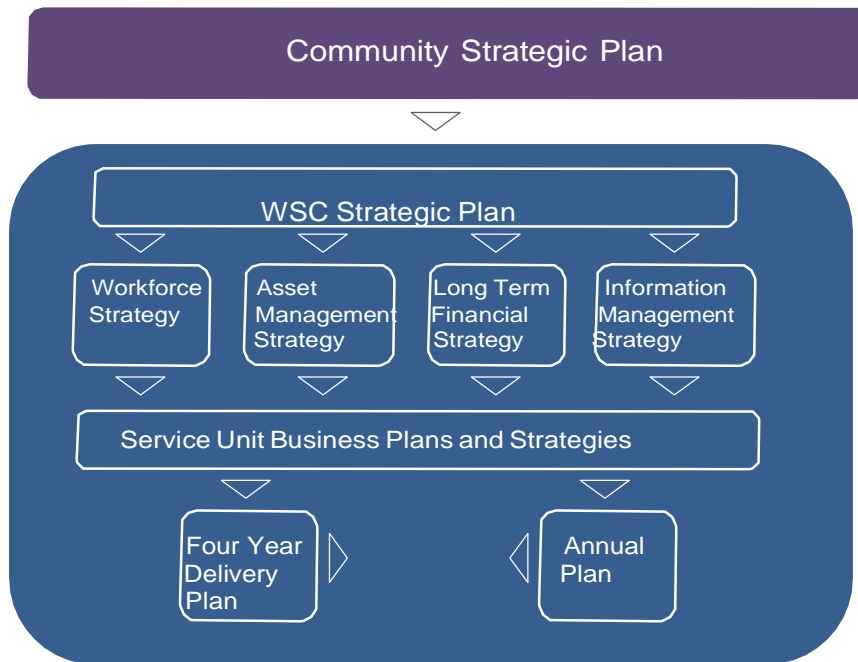 Community Strategic Plan
WSC Strategic Plan
Workforce
Strategy
Asset
Management
Strategy
Long Term
Financial
Strategy
Information
Management
Strategy
Service Unit Business Plans and Strategies
Four Year
Delivery
Plan
Annual
Plan